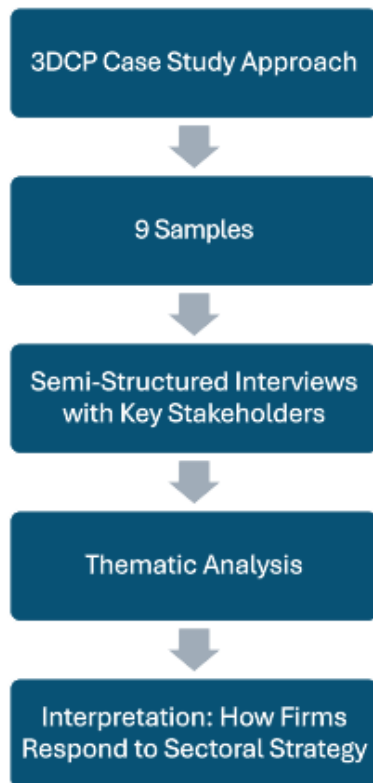 3DCP Case Study Approach
9 Samples
Semi-Structured Interviews
with Key Stakeholders
Thematic Analysis
Interpretation: How Firms
Respond to Sectoral Strategy